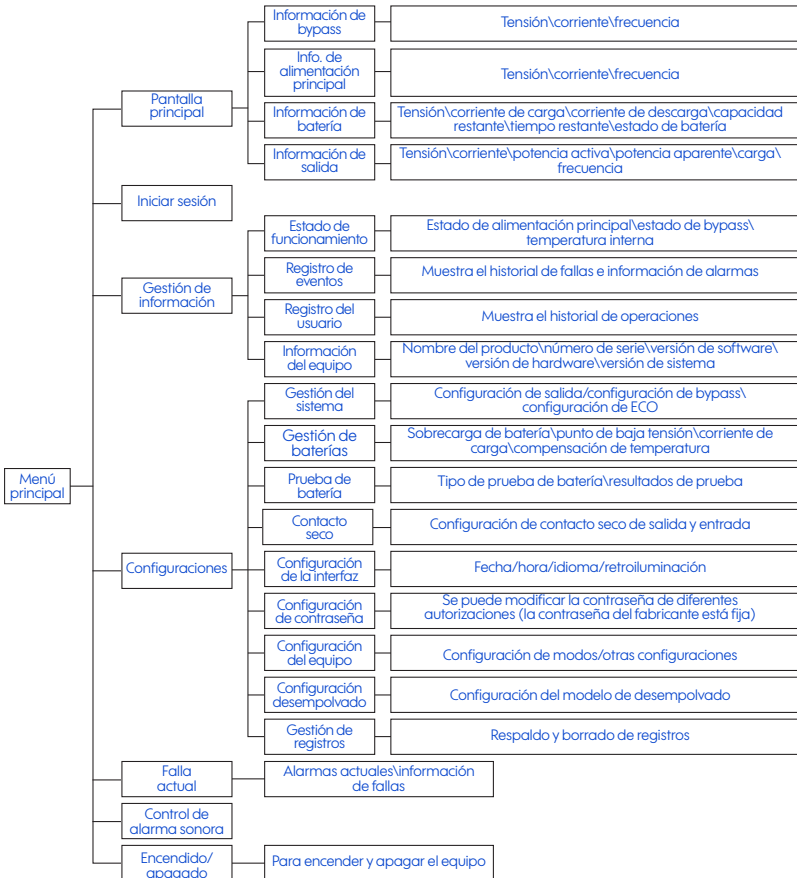 Menú
principal
Pantalla
principal
Información de
bypass
Tensión\corriente\frecuencia
Info. de
alimentación
principal
Tensión\corriente\frecuencia
Información de
batería
Tensión\corriente de carga\corriente de descarga\capacidad
restante\tiempo restante\estado de batería
Información de
salida
Tensión\corriente\potencia activa\potencia aparente\carga\
frecuencia
Iniciar sesión
Gestión de
información
Estado de
funcionamiento
Estado de alimentación principal\estado de bypass\
temperatura interna
Registro de
eventos
Muestra el historial de fallas e información de alarmas
Registro del
usuario
Muestra el historial de operaciones
Información
del equipo
Nombre del producto\número de serie\versión de software\
versión de hardware\versión de sistema
Configuraciones
Gestión del
sistema
Configuración de salida/configuración de bypass\
configuración de ECO
Gestión de
baterías
Sobrecarga de batería\punto de baja tensión\corriente de
carga\compensación de temperatura
Prueba de
batería
Tipo de prueba de batería\resultados de prueba
Contacto
seco
Configuración de contacto seco de salida y entrada
Configuración
de la interfaz
Fecha/hora/idioma/retroiluminación
Configuración
de contraseña
Se puede modificar la contraseña de diferentes
autorizaciones (la contraseña del fabricante está fija)
Configuración
del equipo
Configuración de modos/otras configuraciones
Configuración
desempolvado
Configuración del modelo de desempolvado
Gestión de
registros
Respaldo y borrado de registros
Falla
actual
Alarmas actuales\información
de fallas
Control de
alarma sonora
Encendido/
apagado
Para encender y apagar el equipo